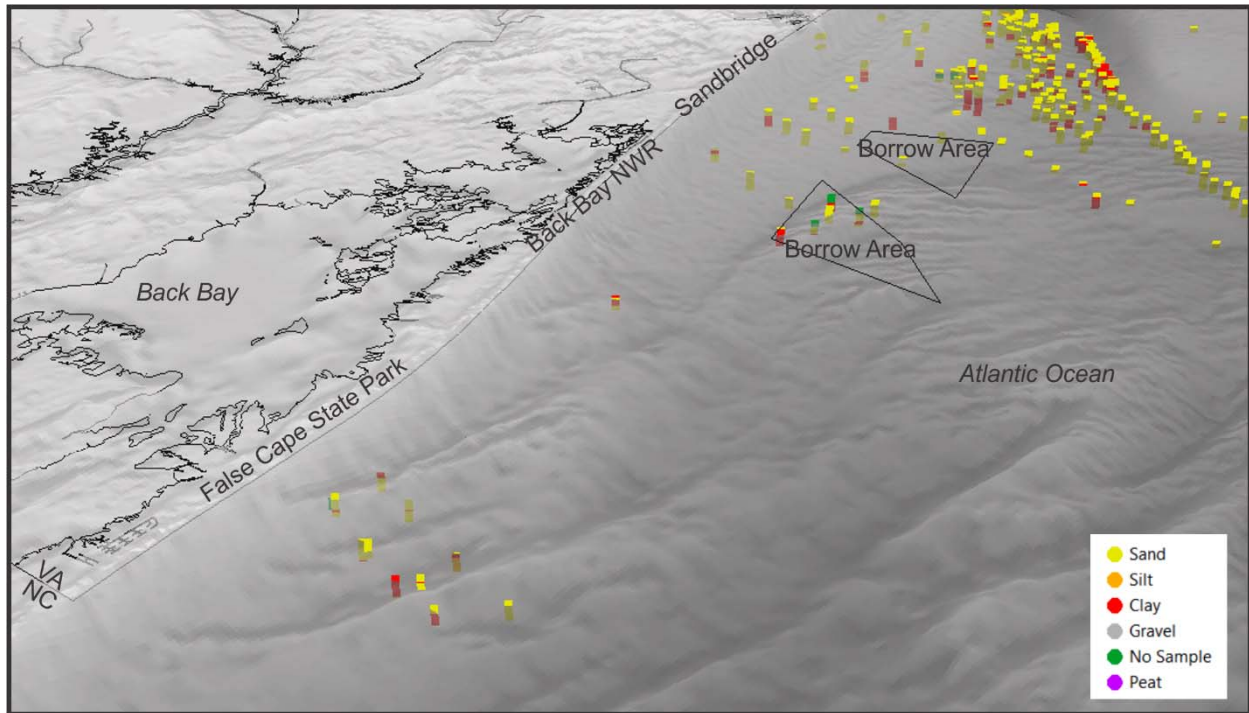 Sandbridge
Borrow Area
Back Bay NWR
Borrow Area
Back Bay
Atlantic Ocean
False Cape State Park
VA
NC
Sand
Silt
Clay
Gravel
No Sample
Peat